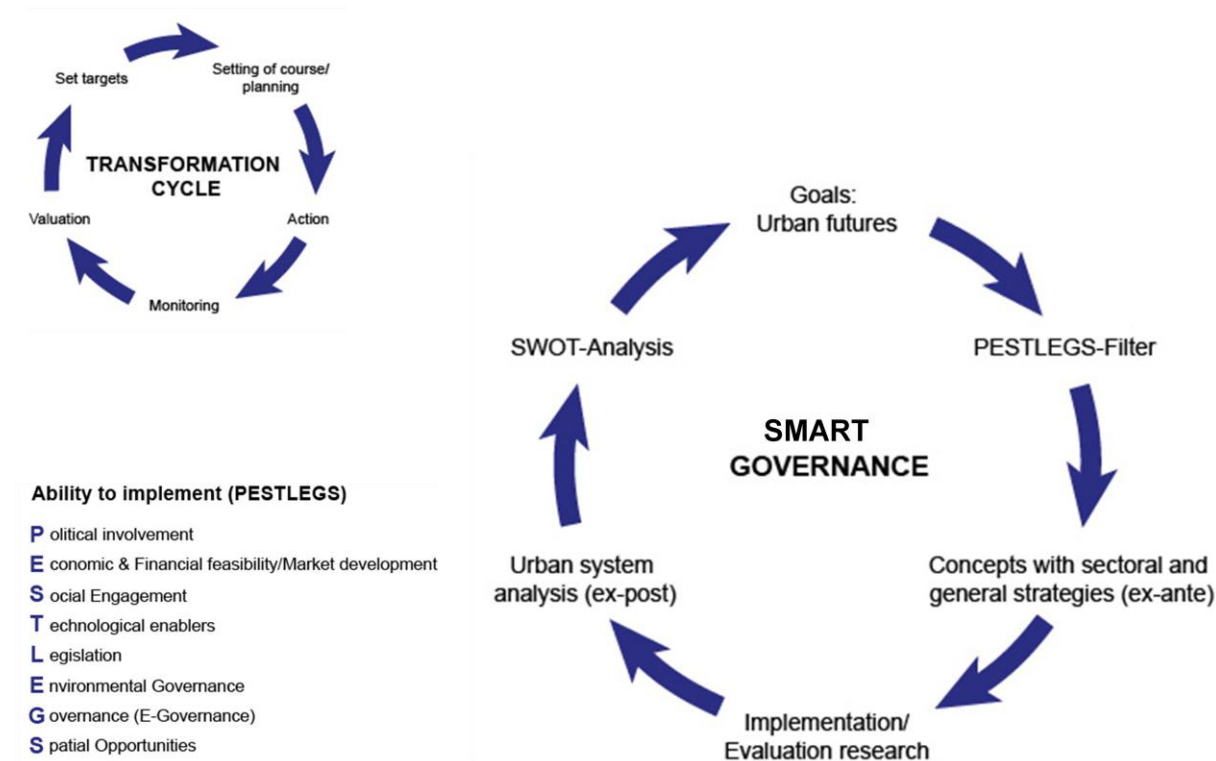 Set targets
Setting of course/
planning
TRANSFORMATION
CYCLE
Valuation
Action
Monitoring
Goals:
Urban futures
SWOT-Analysis
PESTLEGS-Filter
SMART
GOVERNANCE
Urban system
analysis (ex-post)
Concepts with sectoral and
general strategies (ex-ante)
Implementation/
Evaluation research
Ability to implement (PESTLEGS)
P olitical involvement
E conomic & Financial feasibility/Market development
S ocial Engagement
T echnological enablers
L egislation
E nvironmental Governance
G overnance (E-Governance)
S patial Opportunities